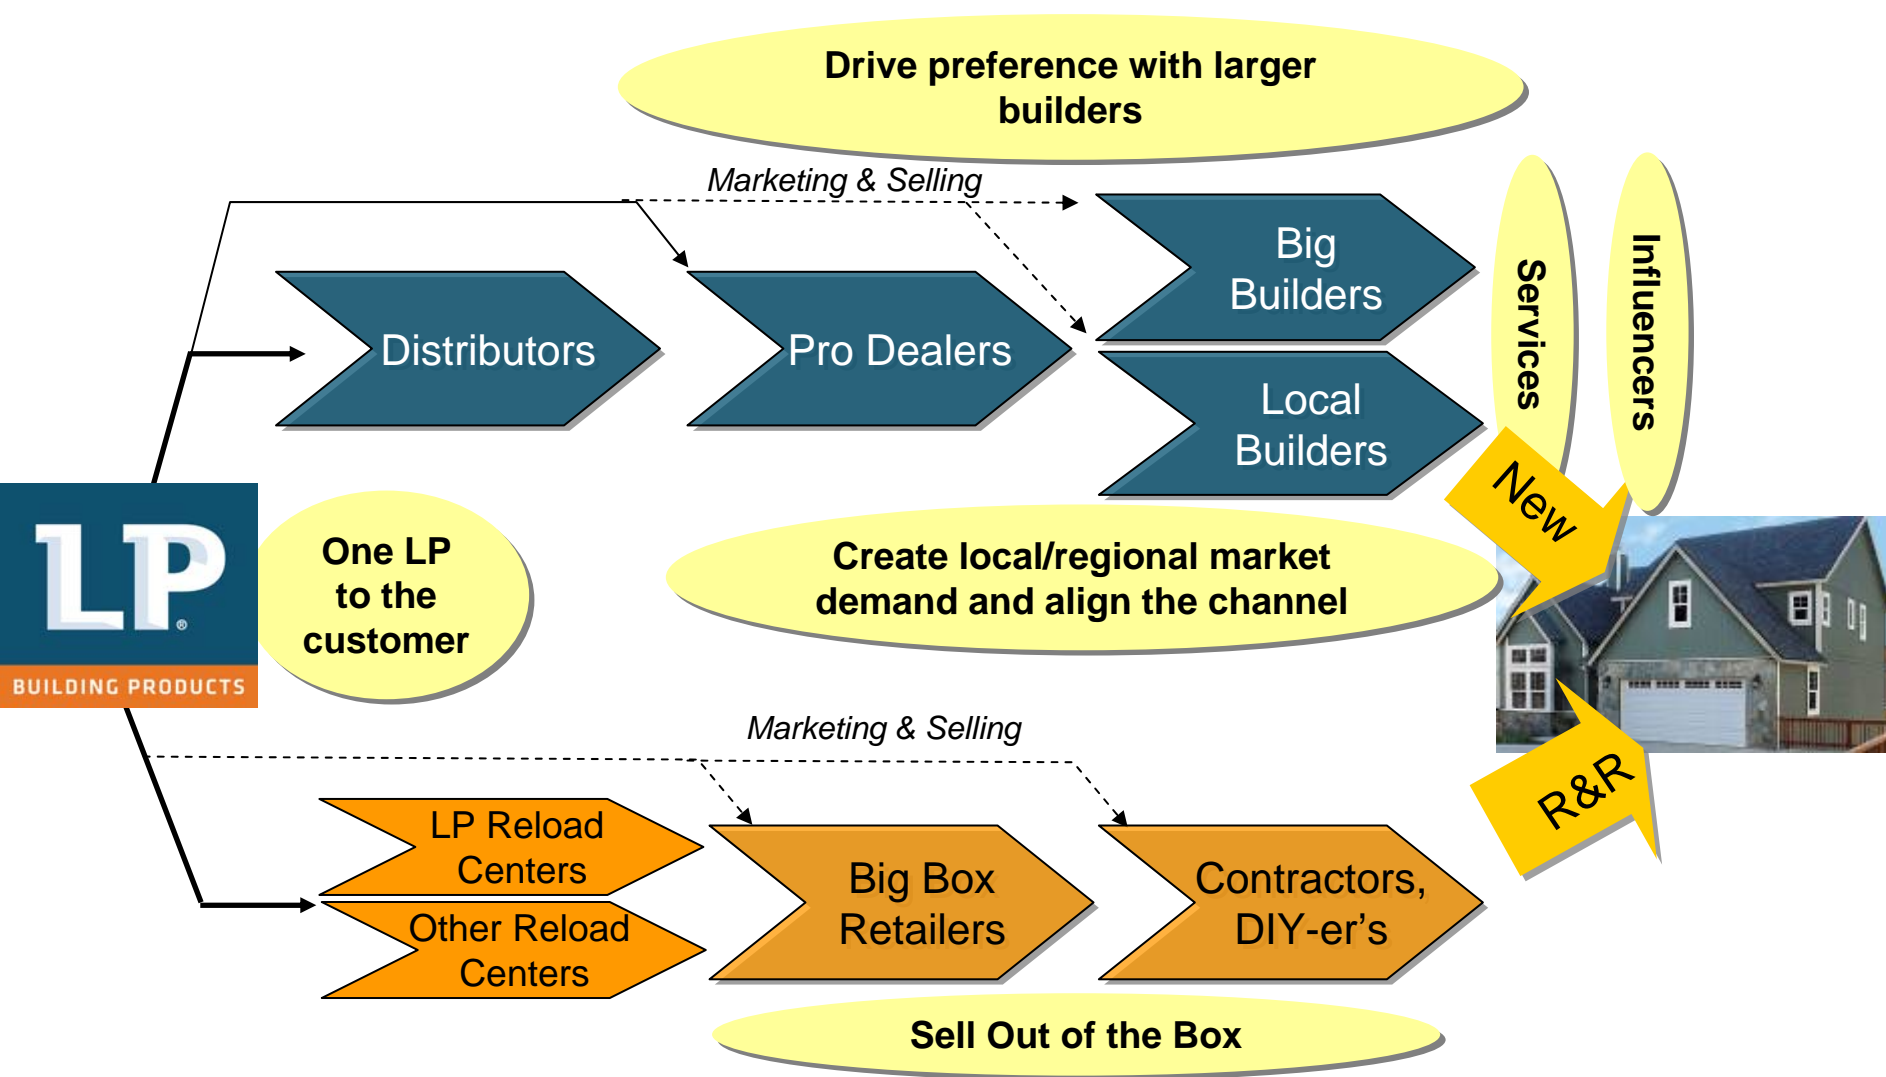 Drive preference with larger
builders
Marketing & Selling
Big
Builders
Services
Influencers
Distributors
Pro Dealers
Local
Builders
New
LP®
BUILDING PRODUCTS
One LP
to the
customer
Create local/regional market
demand and align the channel
Marketing & Selling
R&R
LP Reload
Centers
Other Reload
Centers
Big Box
Retailers
Contractors,
DIY-er’s
Sell Out of the Box